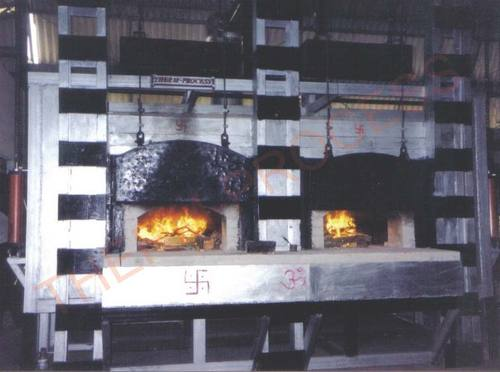 THERM-PROCESS
ॐ
THERM PROCESS